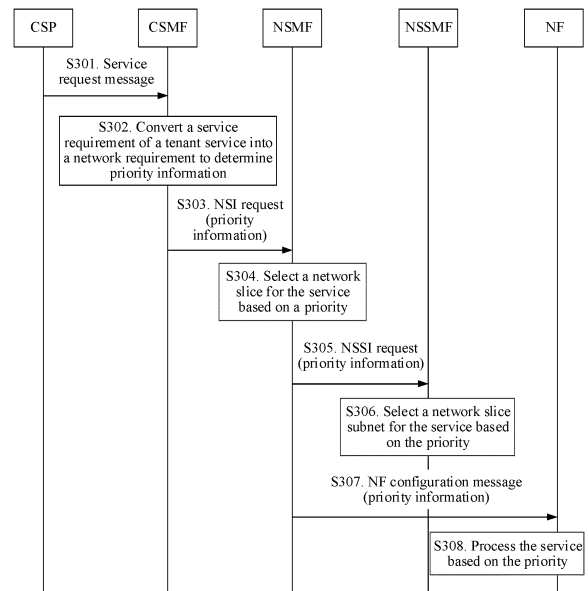 CSP
CSMF
NSMF
NSSMF
NF
S301. Service
request message
S302. Convert a service
requirement of a tenant service into
a network requirement to determine
priority information
S303. NSI request
(priority
information)
S304. Select a network
slice for the service
based on a priority
S305. NSSI request
(priority information)
S306. Select a network slice
subnet for the service based
on the priority
S307. NF configuration message
(priority information)
S308. Process the service
based on the priority